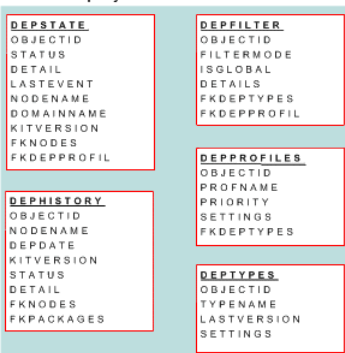 DEPSTATE
OBJECTID
STATUS
DETAIL
LASTEVENT
NODENAME
DOMAINNAME
KITVERSION
FKNODES
FKDEPPROFIL
DEPHISTORY
OBJECTID
NODENAME
DEPDATE
KITVERSION
STATUS
DETAIL
FKNODES
FKPACKAGES
DEPFILTER
OBJECTID
FILTERMODE
ISGLOBAL
DETAILS
FKDEPTYPES
FKDEPPROFIL
DEPPROFILES
OBJECTID
PROFNAME
PRIORITY
SETTINGS
FKDEPTYPES
DEPTYPES
OBJECTID
TYPENAME
LASTVERSION
SETTINGS